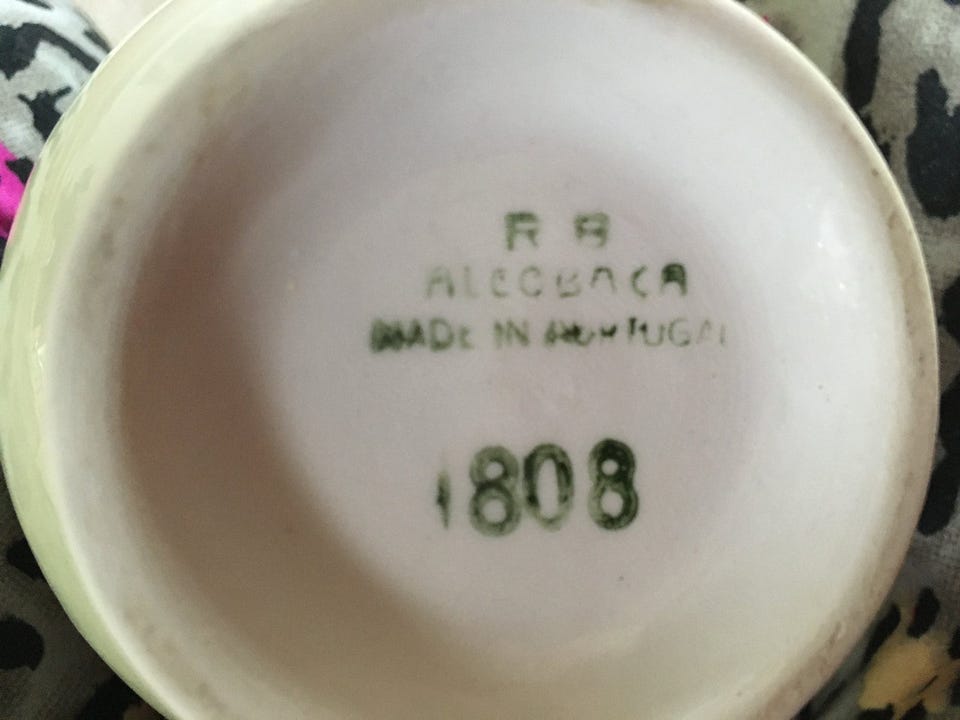 R B
ALCOBACA
MADE IN PORTUGAL
1808